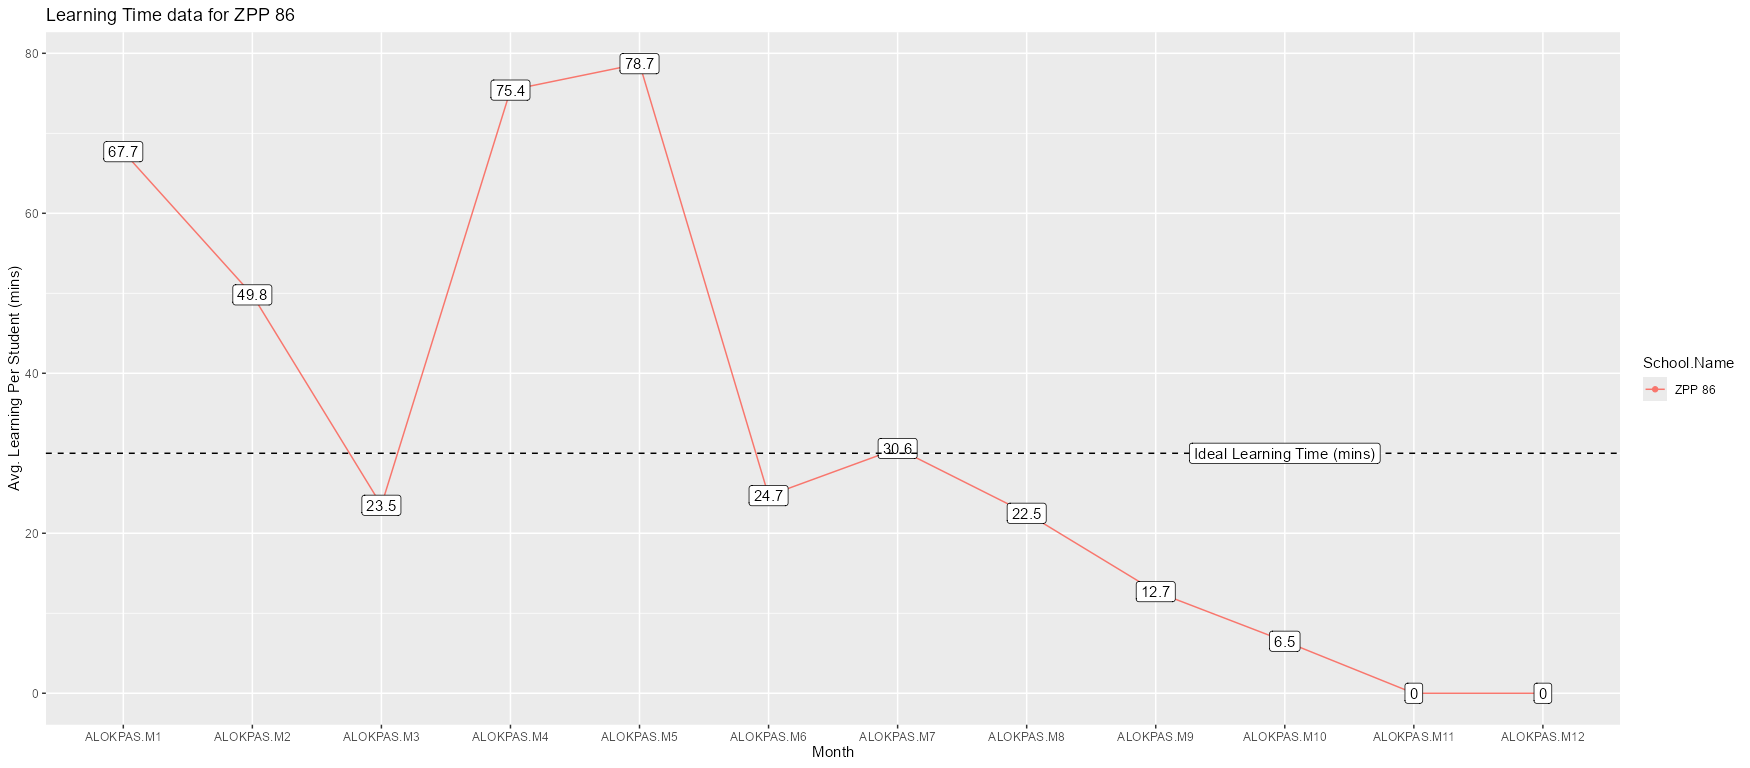 Learning Time data for ZPP 86
Avg. Learning Per Student (mins)
80
60
40
20
0
67.7
49.8
23.5
75.4
78.7
24.7
30.6
22.5
12.7
6.5
0
0
Ideal Learning Time (mins)
ALOKPAS.M1 ALOKPAS.M2 ALOKPAS.M3 ALOKPAS.M4 ALOKPAS.M5 ALOKPAS.M6 ALOKPAS.M7 ALOKPAS.M8 ALOKPAS.M9 ALOKPAS.M10 ALOKPAS.M11 ALOKPAS.M12
Month
School.Name
ZPP 86